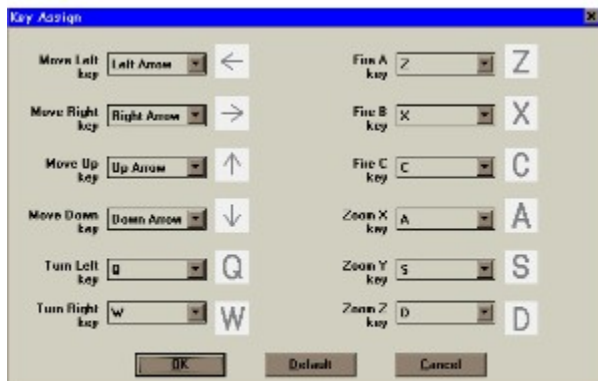 Key Assign
Move Left key Left Arrow ←
Fire A key Z Z
Move Right key Right Arrow →
Fire B key X X
Move Up key Up Arrow ↑
Fire C key C C
Move Down key Down Arrow ↓
Zoom X key A A
Turn Left key Q Q
Zoom Y key S S
Turn Right key W W
Zoom Z key D D
OK Default Cancel